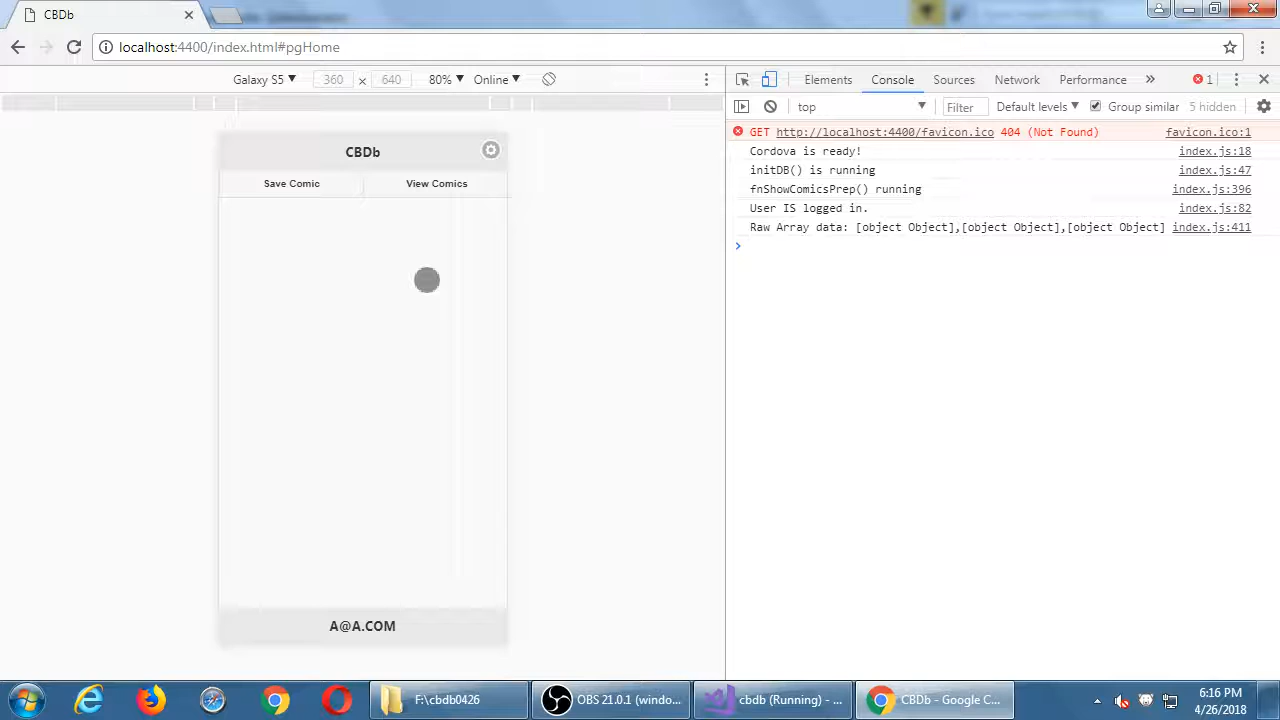 CBDb
localhost:4400/index.html#pgHome
Galaxy S5 360 x 640 80% Online
Elements Console Sources Network Performance » 1
top Filter Default levels Group similar 5 hidden
GET http://localhost:4400/favicon.ico 404 (Not Found) favicon.ico:1
Cordova is ready! index.js:18
initDB() is running index.js:47
fnShowComicsPrep() running index.js:396
User IS logged in. index.js:82
Raw Array data: [object Object],[object Object],[object Object] index.js:411
CBDb
Save Comic View Comics
A@A.COM
F:\cbdb0426 OBS 21.0.1 (windo... cbdb (Running) - ... CBDb - Google C...
6:16 PM
4/26/2018